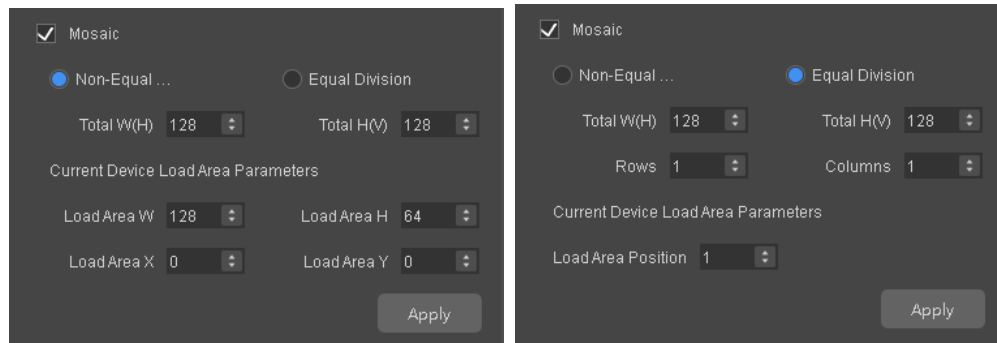 Mosaic
Non-Equal ...
Equal Division
Total W(H) 128
Total H(V) 128
Current Device Load Area Parameters
Load Area W 128
Load Area H 64
Load Area X 0
Load Area Y 0
Apply
Mosaic
Non-Equal ...
Equal Division
Total W(H) 128
Total H(V) 128
Rows 1
Columns 1
Current Device Load Area Parameters
Load Area Position 1
Apply